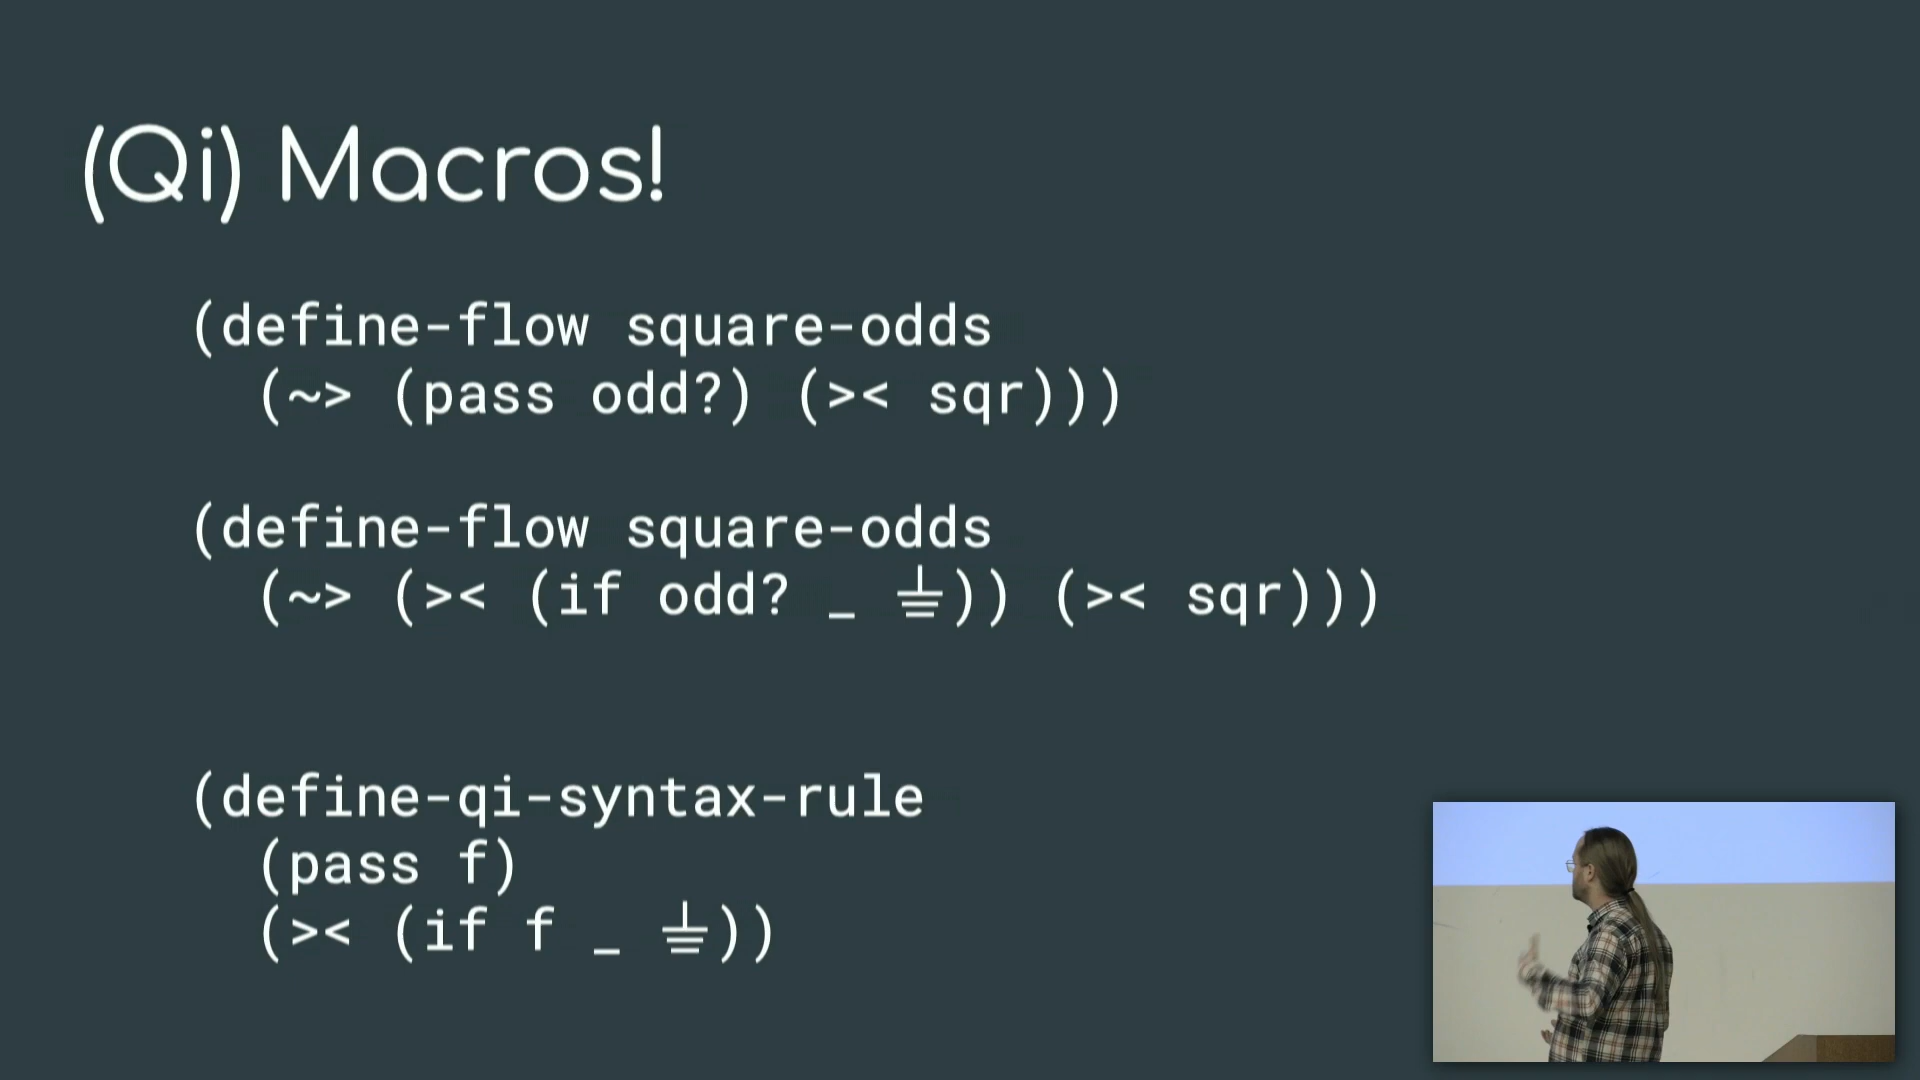 (Qi) Macros!
(define-flow square-odds
(~> (pass odd?) (>< sqr)))
(define-flow square-odds
(~> (>< (if odd? _ ⏚)) (>< sqr)))
(define-qi-syntax-rule
(pass f)
(>< (if f _ ⏚))